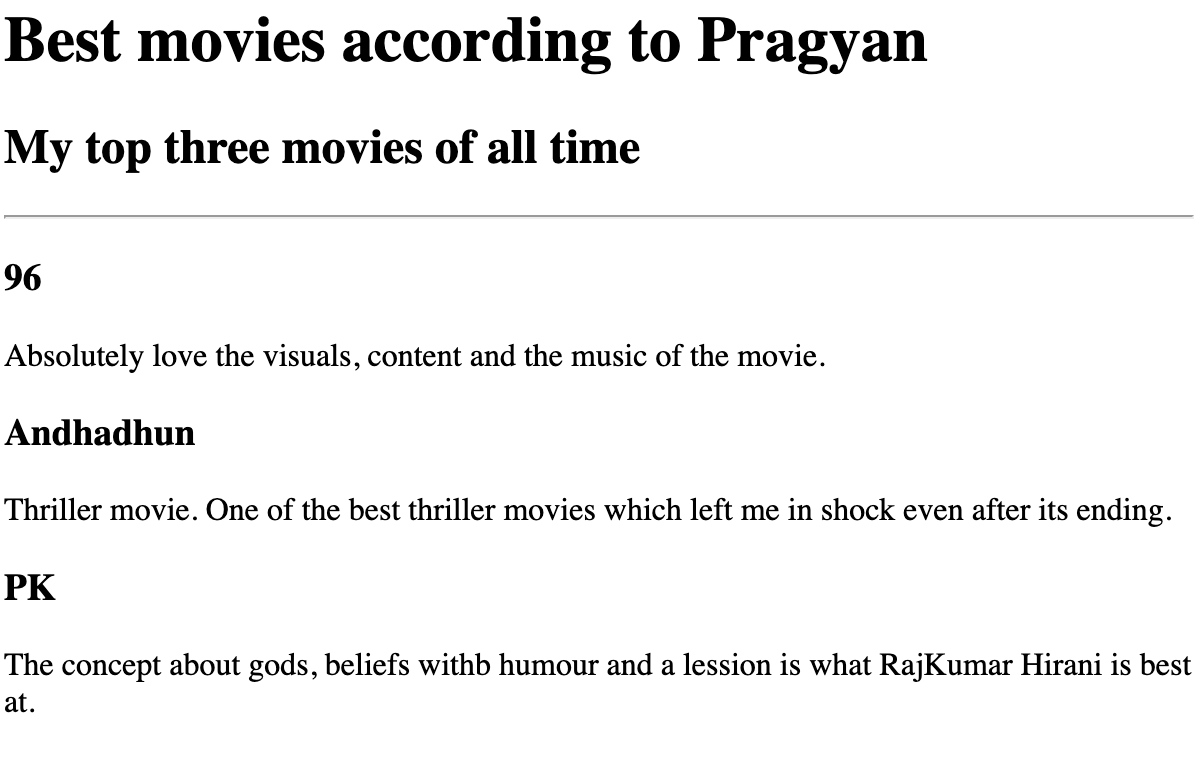 Best movies according to Pragyan
My top three movies of all time
96
Absolutely love the visuals, content and the music of the movie.
Andhadhun
Thriller movie. One of the best thriller movies which left me in shock even after its ending.
PK
The concept about gods, beliefs withb humour and a lession is what RajKumar Hirani is best
at.